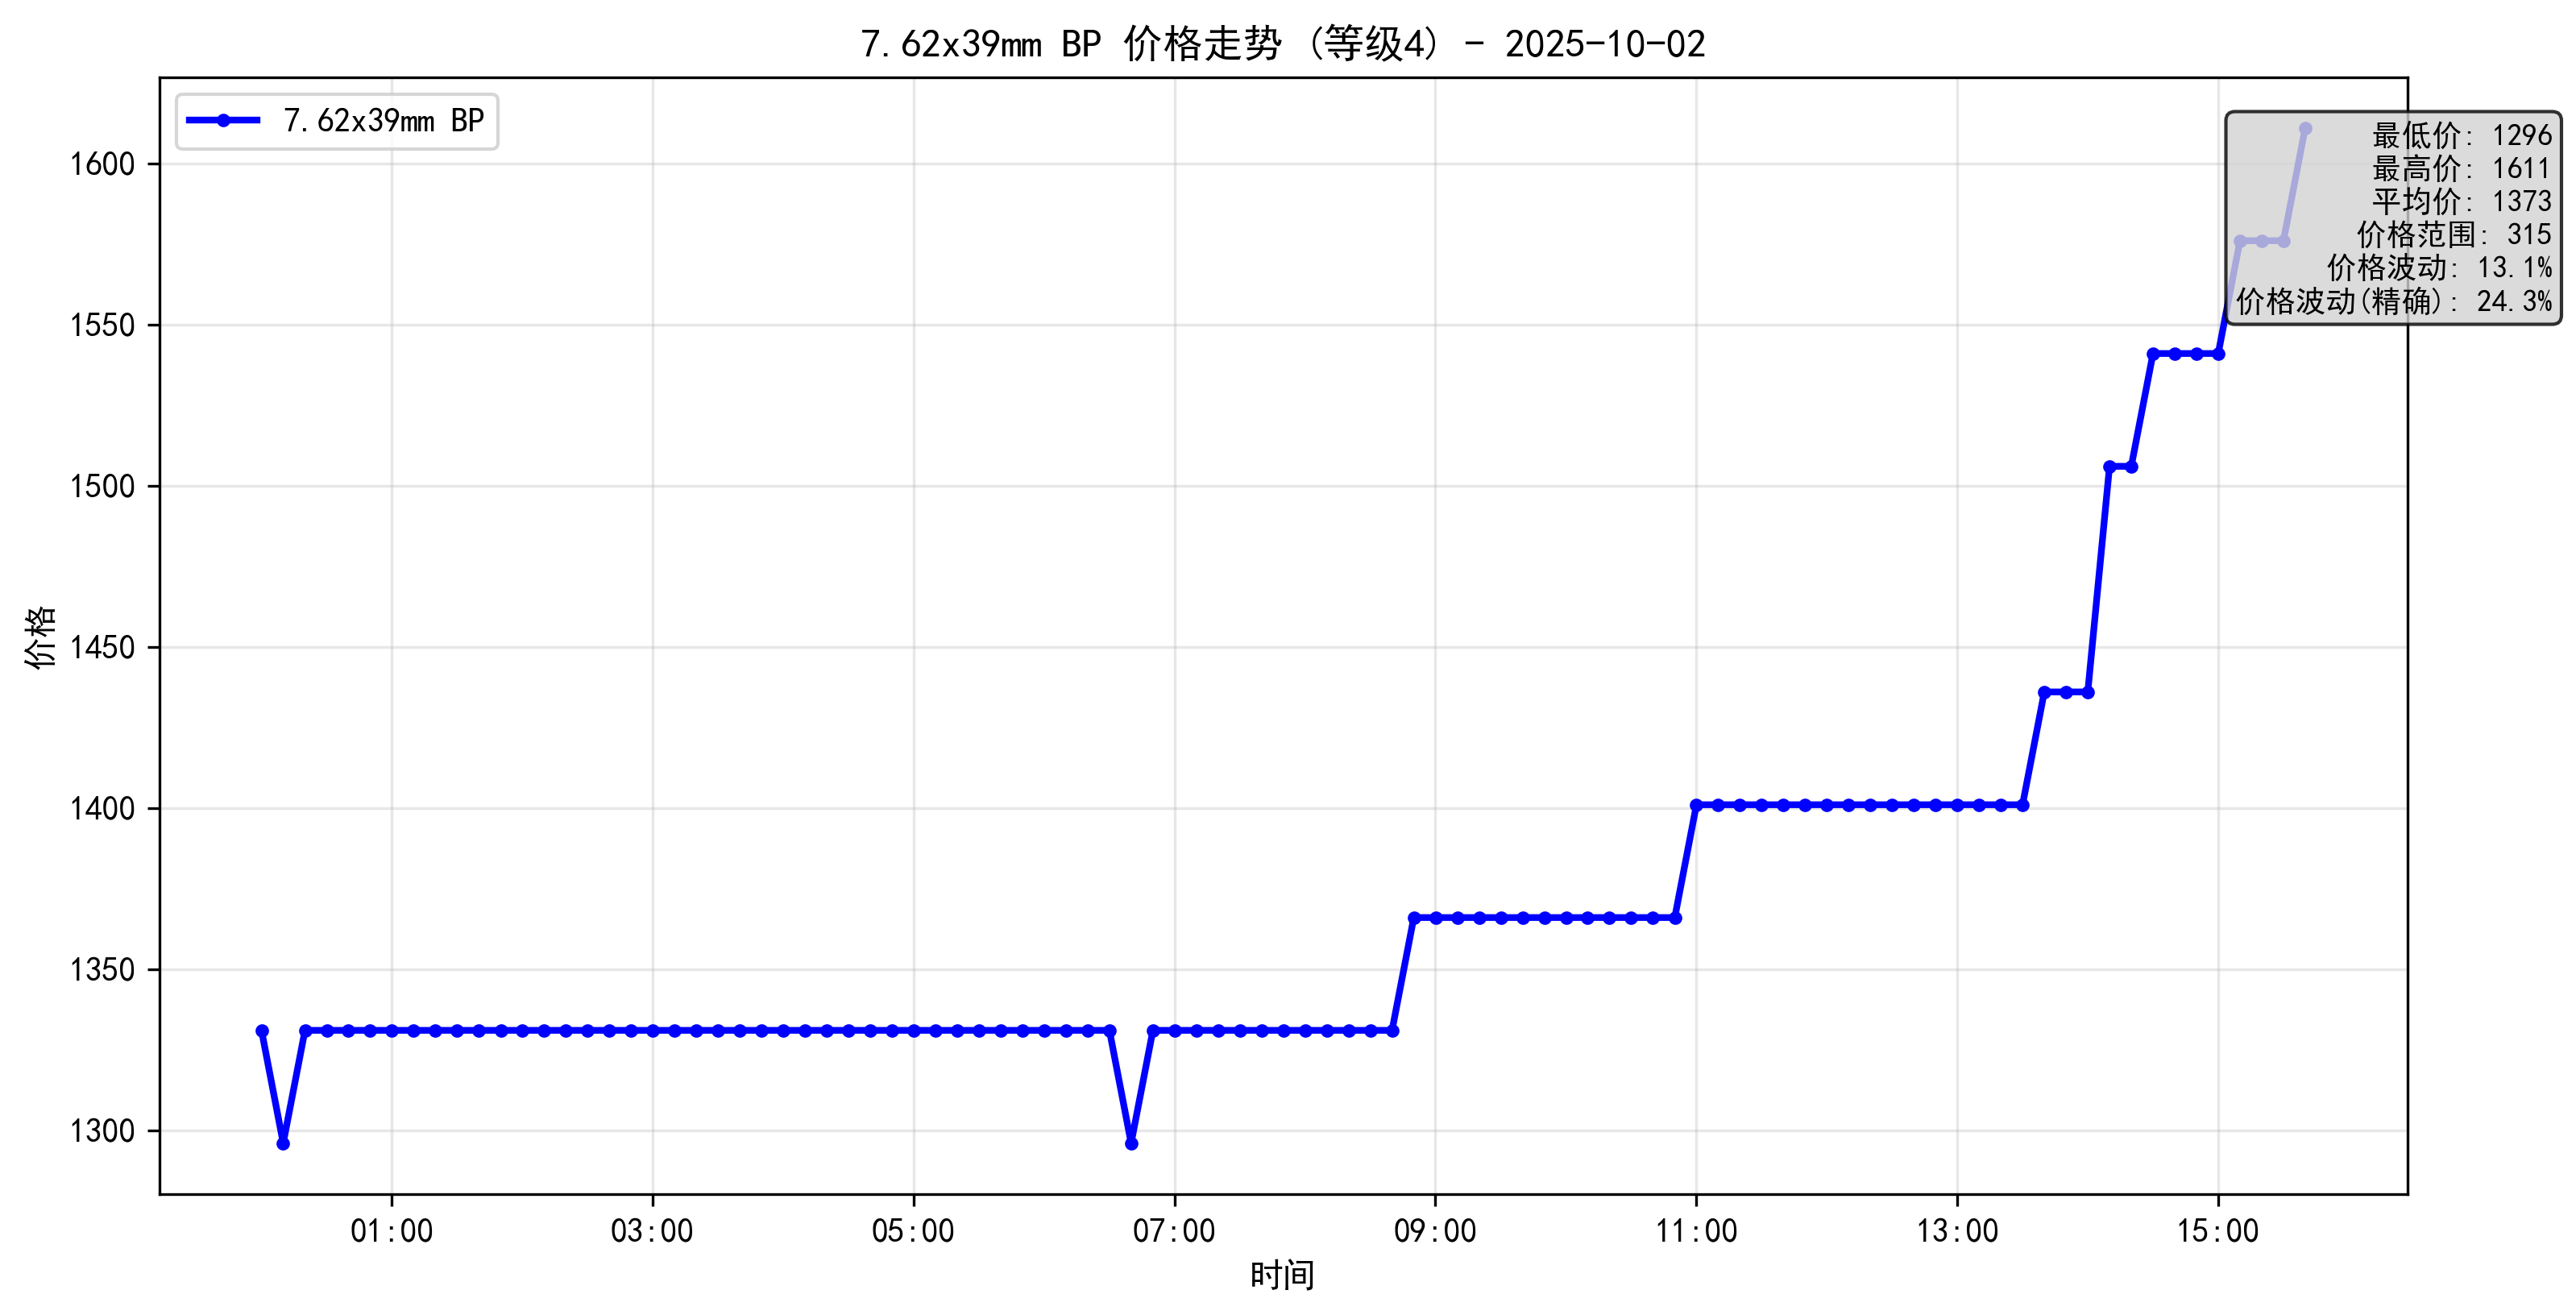 7.62x39mm BP 价格走势 (等级4) - 2025-10-02
7.62x39mm BP
最低价: 1296
最高价: 1611
平均价: 1373
价格范围: 315
价格波动: 13.1%
价格波动(精确): 24.3%
1600
1550
1500
1450
1400
1350
1300
价格
01:00 03:00 05:00 07:00 09:00 11:00 13:00 15:00
时间